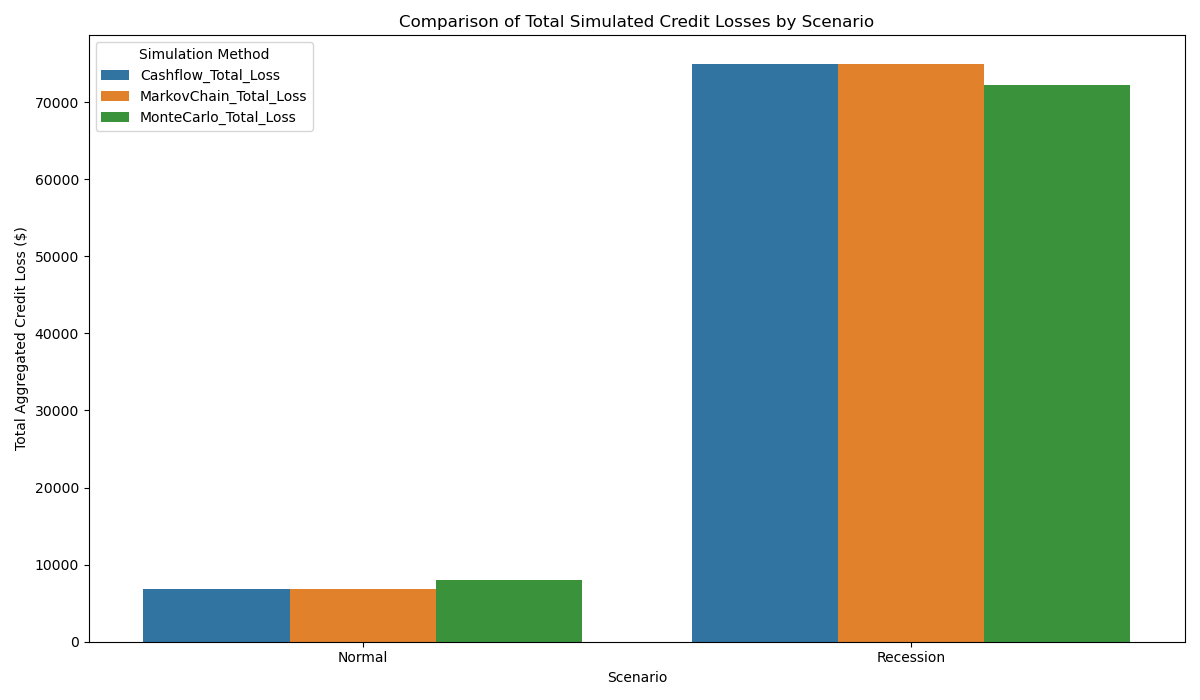 Comparison of Total Simulated Credit Losses by Scenario
Simulation Method
Cashflow_Total_Loss
MarkovChain_Total_Loss
MonteCarlo_Total_Loss
Total Aggregated Credit Loss ($)
70000
60000
50000
40000
30000
20000
10000
0
Normal
Recession
Scenario